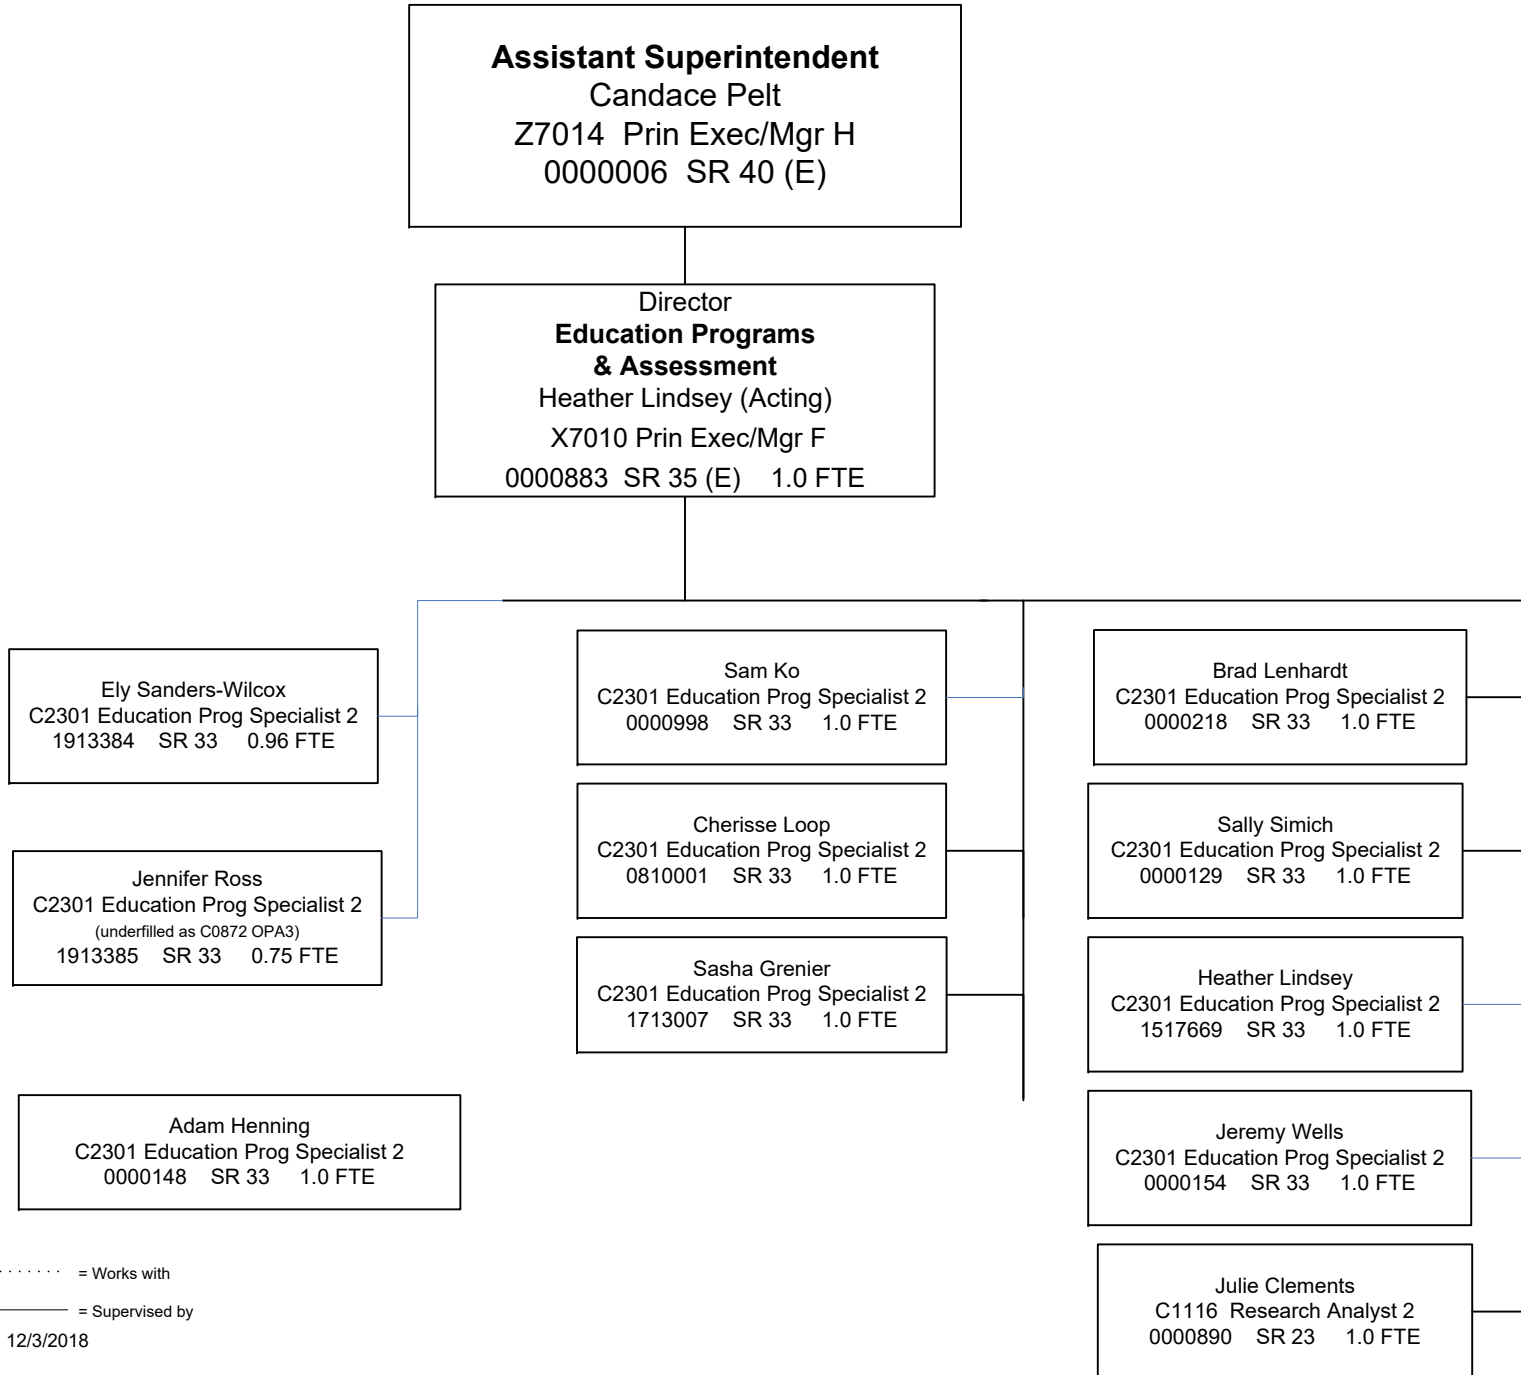 Assistant Superintendent
Candace Pelt
Z7014 Prin Exec/Mgr H
0000006 SR 40 (E)
Director
Education Programs
& Assessment
Heather Lindsey (Acting)
X7010 Prin Exec/Mgr F
0000883 SR 35 (E) 1.0 FTE
Ely Sanders-Wilcox
C2301 Education Prog Specialist 2
1913384 SR 33 0.96 FTE
Jennifer Ross
C2301 Education Prog Specialist 2
(underfilled as C0872 OPA3)
1913385 SR 33 0.75 FTE
Adam Henning
C2301 Education Prog Specialist 2
0000148 SR 33 1.0 FTE
Sam Ko
C2301 Education Prog Specialist 2
0000998 SR 33 1.0 FTE
Cherisse Loop
C2301 Education Prog Specialist 2
0810001 SR 33 1.0 FTE
Sasha Grenier
C2301 Education Prog Specialist 2
1713007 SR 33 1.0 FTE
Brad Lenhardt
C2301 Education Prog Specialist 2
0000218 SR 33 1.0 FTE
Sally Simich
C2301 Education Prog Specialist 2
0000129 SR 33 1.0 FTE
Heather Lindsey
C2301 Education Prog Specialist 2
1517669 SR 33 1.0 FTE
Jeremy Wells
C2301 Education Prog Specialist 2
0000154 SR 33 1.0 FTE
Julie Clements
C1116 Research Analyst 2
0000890 SR 23 1.0 FTE
= Works with
= Supervised by
12/3/2018